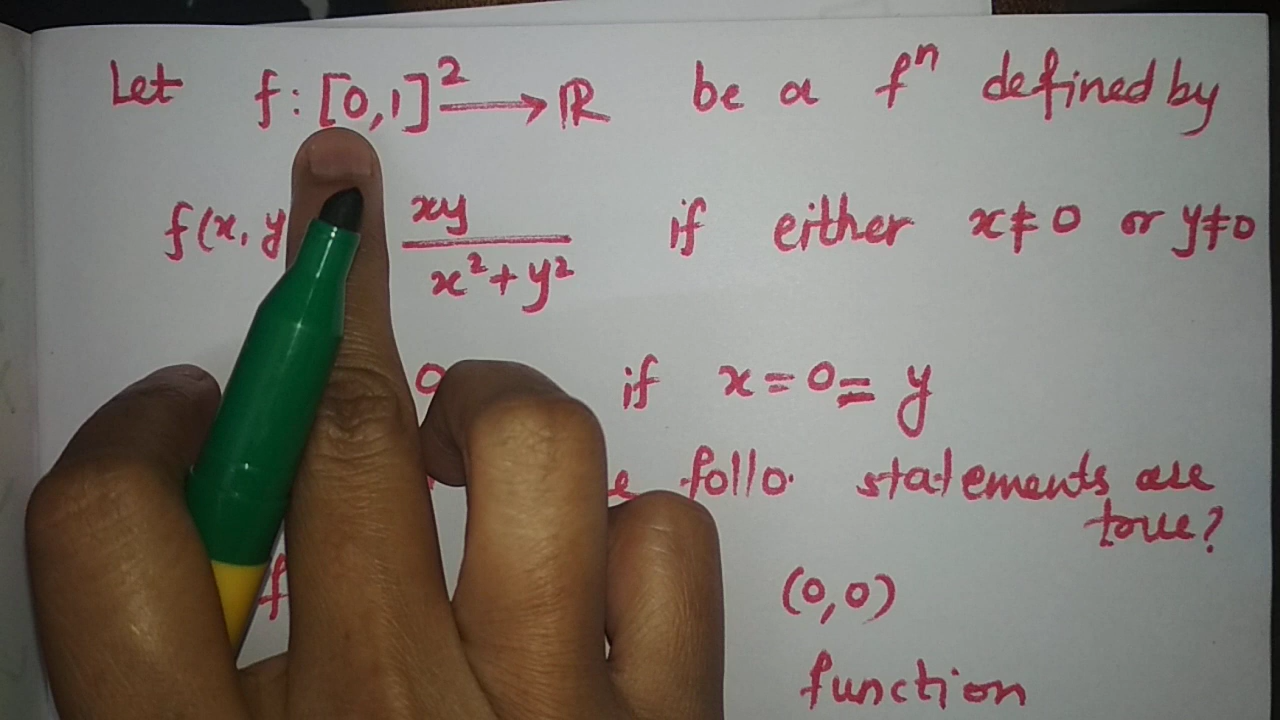 Let f: [0,1]² → ℝ be a fⁿ defined by
f(x, y xy / x² + y² if either x ≠ 0 or y ≠ 0
0 if x = 0 = y
follo. statements are
true?
f (0,0)
function